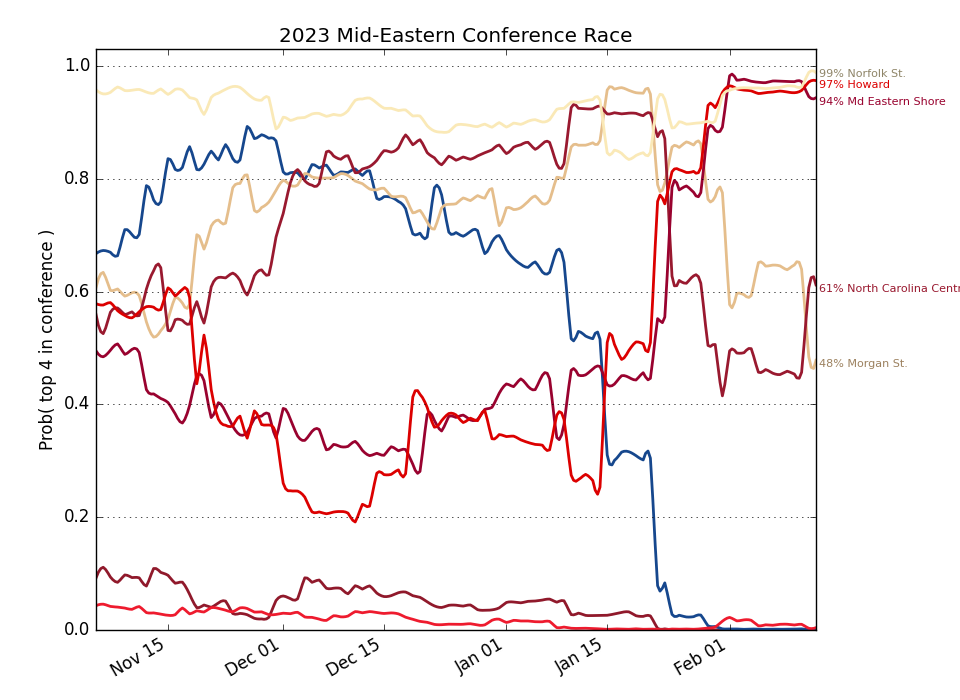 2023 Mid-Eastern Conference Race
Prob( top 4 in conference )
1.0
0.8
0.6
0.4
0.2
0.0
99% Norfolk St.
97% Howard
94% Md Eastern Shore
61% North Carolina Centr
48% Morgan St.
Nov 15
Dec 01
Dec 15
Jan 01
Jan 15
Feb 01